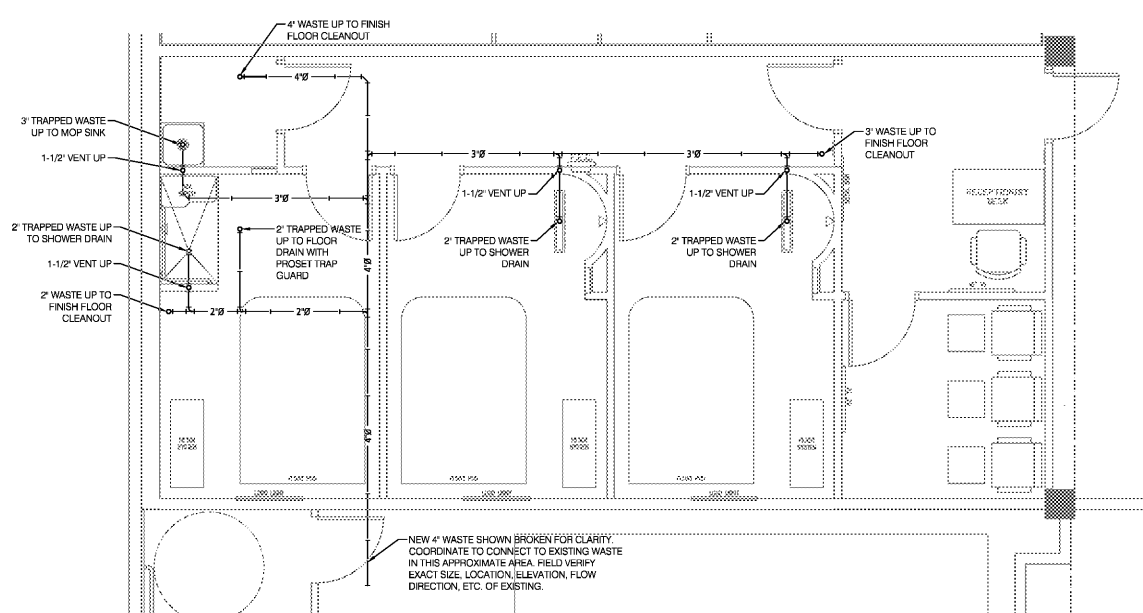 4" WASTE UP TO FINISH
FLOOR CLEANOUT
4"Ø
3" TRAPPED WASTE
UP TO MOP SINK
1-1/2" VENT UP
3"Ø
3"Ø
3" WASTE UP TO
FINISH FLOOR
CLEANOUT
1-1/2" VENT UP
1-1/2" VENT UP
3"Ø
RECEPTIONIST
DESK
2" TRAPPED WASTE UP
TO SHOWER DRAIN
2" TRAPPED WASTE
UP TO FLOOR
DRAIN WITH
PROSET TRAP
GUARD
2" TRAPPED WASTE
UP TO SHOWER
DRAIN
2" TRAPPED WASTE
UP TO SHOWER
DRAIN
1-1/2" VENT UP
4"Ø
2" WASTE UP TO
FINISH FLOOR
CLEANOUT
2"Ø
2"Ø
4"Ø
NEW 4" WASTE SHOWN BROKEN FOR CLARITY.
COORDINATE TO CONNECT TO EXISTING WASTE
IN THIS APPROXIMATE AREA. FIELD VERIFY
EXACT SIZE, LOCATION, ELEVATION, FLOW
DIRECTION, ETC. OF EXISTING.